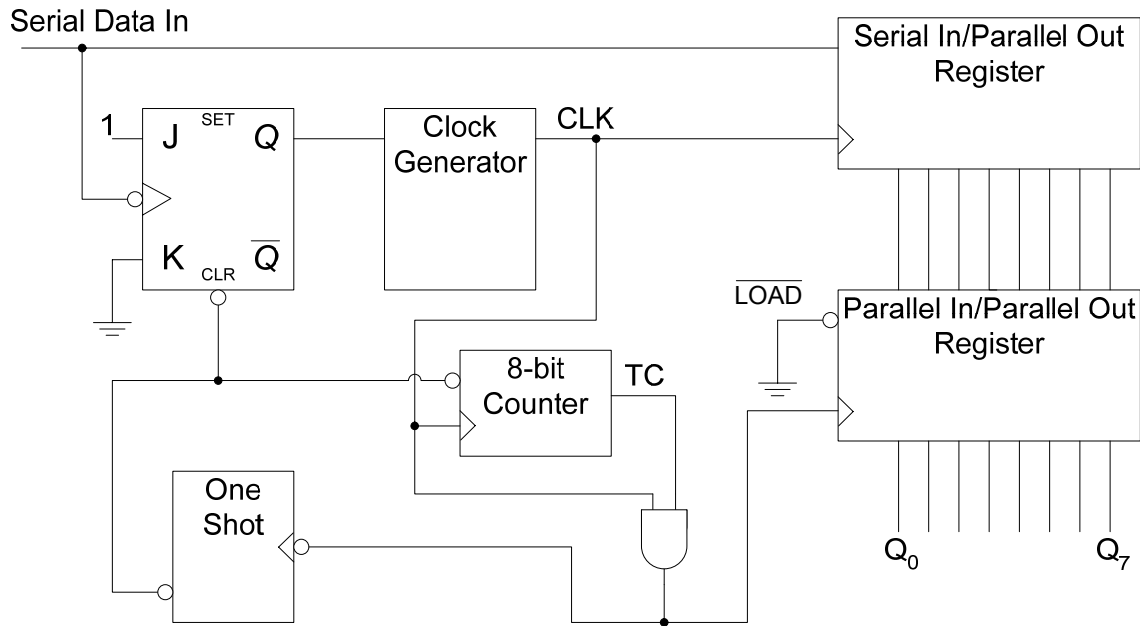 Serial Data In
Serial In/Parallel Out
Register
1
J
SET
Q
Clock
Generator
CLK
K
CLR
Q̅
L̅O̅A̅D̅
Parallel In/Parallel Out
Register
8-bit
Counter
TC
One
Shot
Q₀
Q₇